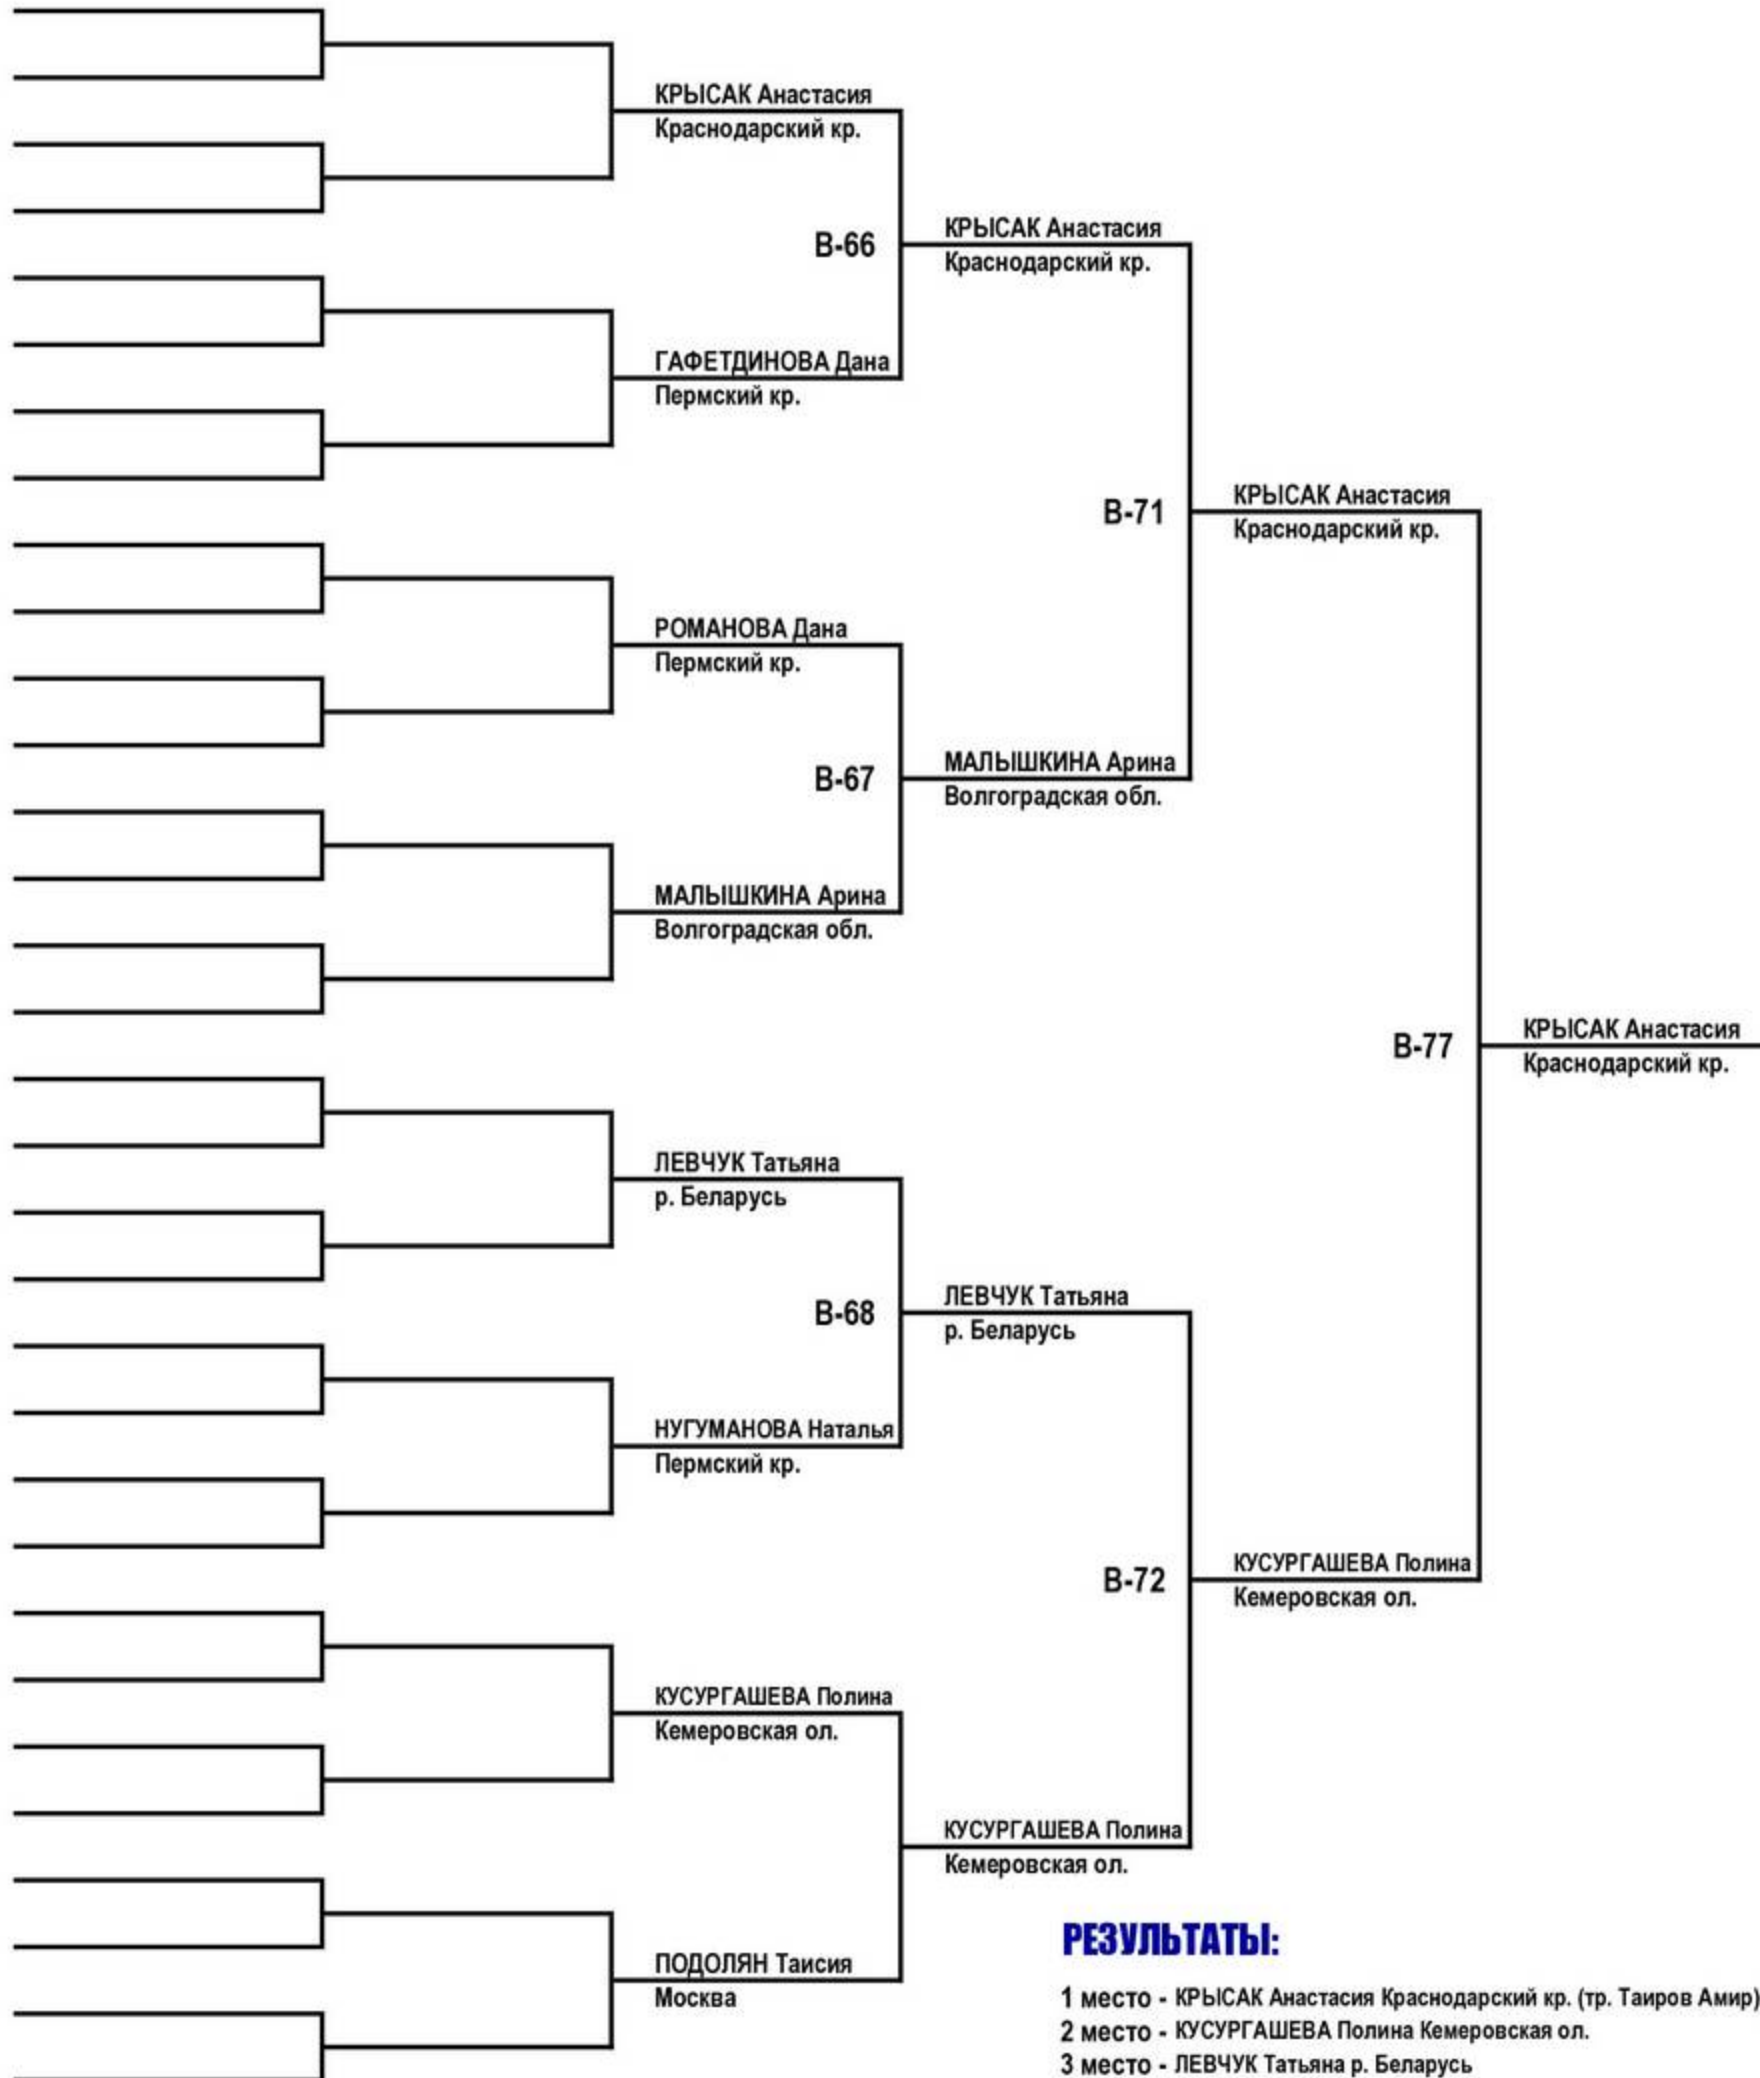 КРЫСАК Анастасия
Краснодарский кр.
В-66
КРЫСАК Анастасия
Краснодарский кр.
ГАФЕТДИНОВА Дана
Пермский кр.
В-71
КРЫСАК Анастасия
Краснодарский кр.
РОМАНОВА Дана
Пермский кр.
В-67
МАЛЫШКИНА Арина
Волгоградская обл.
МАЛЫШКИНА Арина
Волгоградская обл.
В-77
КРЫСАК Анастасия
Краснодарский кр.
ЛЕВЧУК Татьяна
р. Беларусь
В-68
ЛЕВЧУК Татьяна
р. Беларусь
НУГУМАНОВА Наталья
Пермский кр.
В-72
КУСУРГАШЕВА Полина
Кемеровская ол.
КУСУРГАШЕВА Полина
Кемеровская ол.
КУСУРГАШЕВА Полина
Кемеровская ол.
ПОДОЛЯН Таисия
Москва
РЕЗУЛЬТАТЫ:
1 место - КРЫСАК Анастасия Краснодарский кр. (тр. Таиров Амир)
2 место - КУСУРГАШЕВА Полина Кемеровская ол.
3 место - ЛЕВЧУК Татьяна р. Беларусь